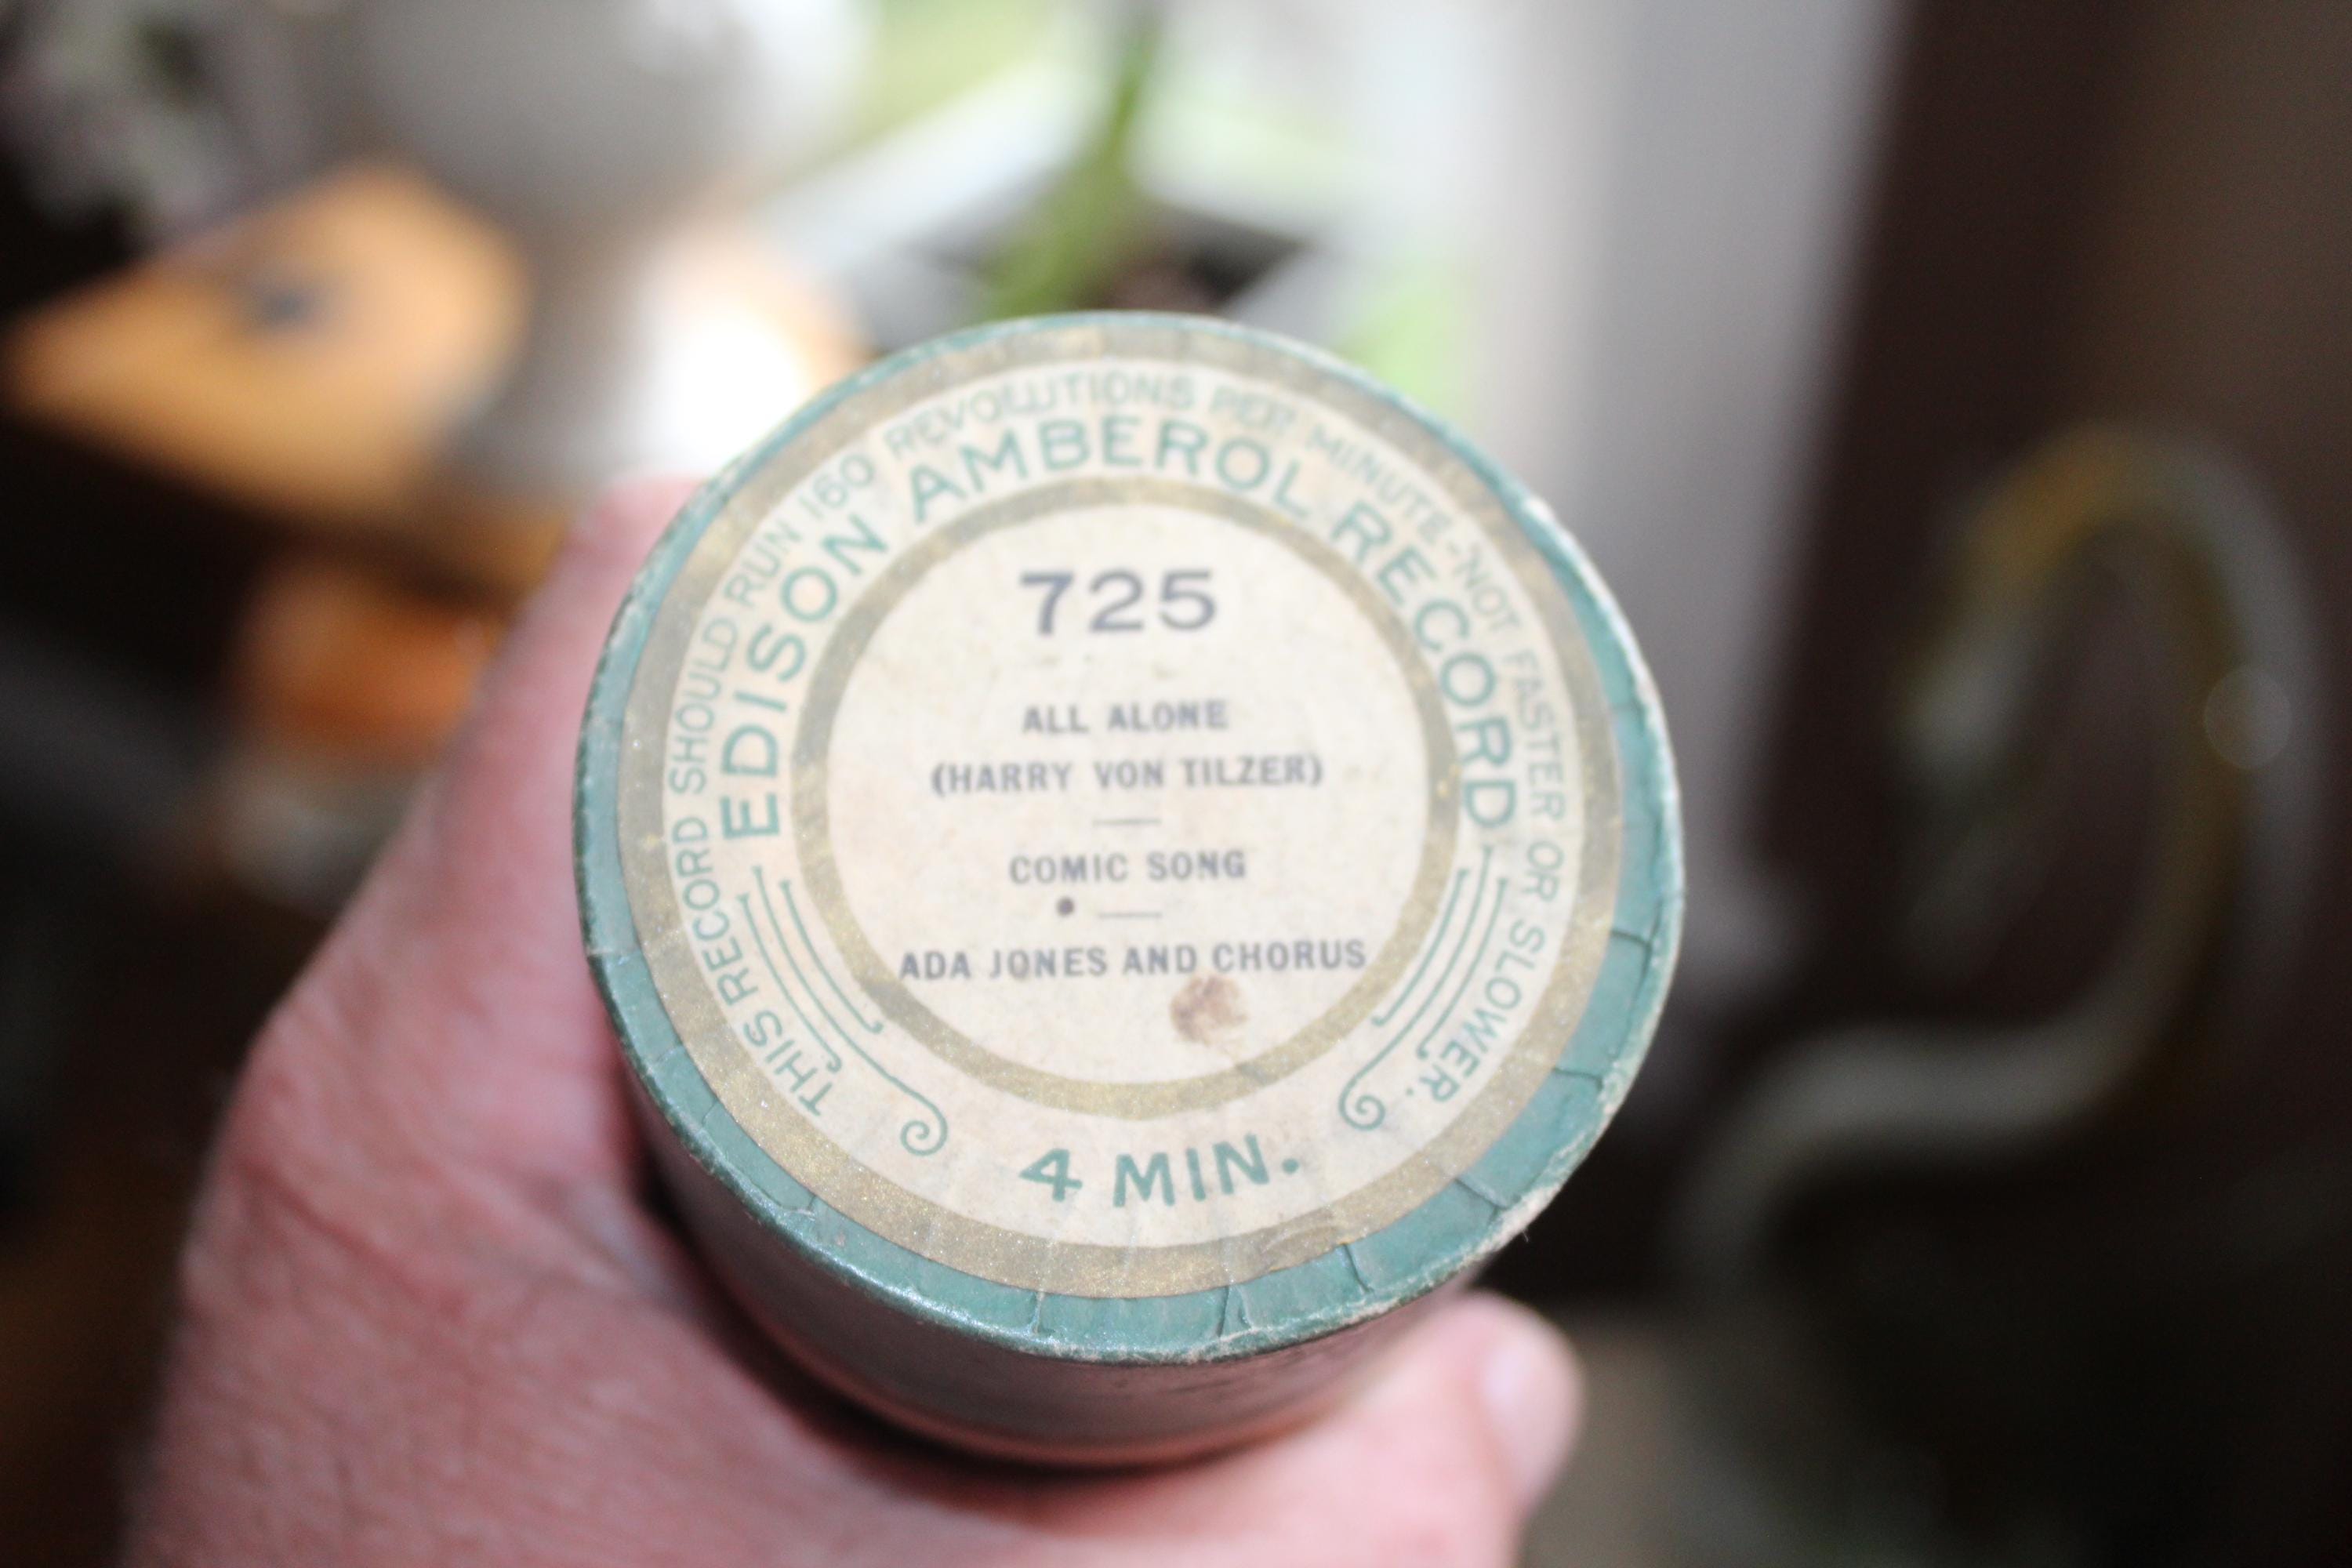 THIS RECORD SHOULD RUN 160 REVOLUTIONS PER MINUTE-NOT FASTER OR SLOWER.
EDISON AMBEROL RECORD
725
ALL ALONE
(HARRY VON TILZER)
COMIC SONG
ADA JONES AND CHORUS
4 MIN.